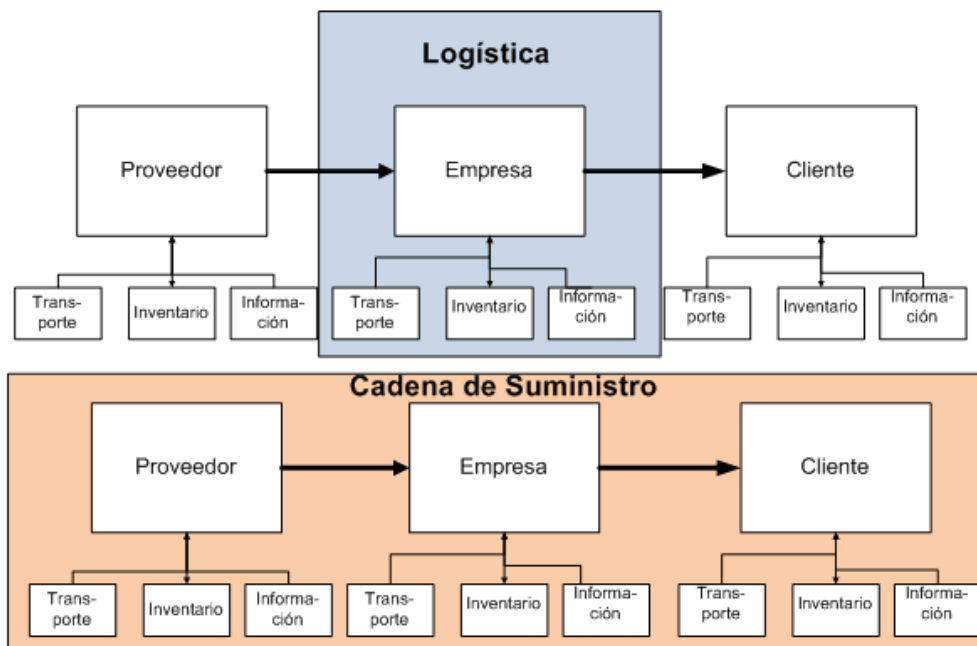 Logística
Proveedor
Empresa
Cliente
Trans-
porte
Inventario
Informa-
ción
Trans-
porte
Inventario
Informa-
ción
Trans-
porte
Inventario
Informa-
ción
Cadena de Suministro
Proveedor
Empresa
Cliente
Trans-
porte
Inventario
Informa-
ción
Trans-
porte
Inventario
Informa-
ción
Trans-
porte
Inventario
Informa-
ción